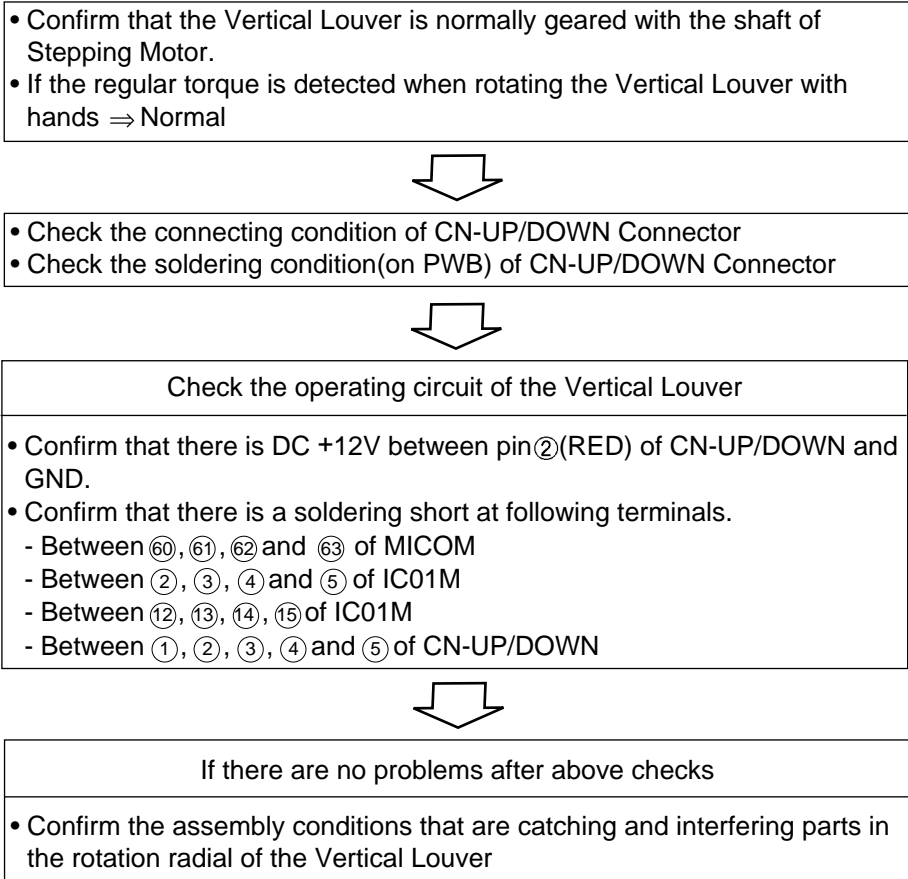 • Confirm that the Vertical Louver is normally geared with the shaft of
Stepping Motor.
• If the regular torque is detected when rotating the Vertical Louver with
hands ⇒ Normal
• Check the connecting condition of CN-UP/DOWN Connector
• Check the soldering condition(on PWB) of CN-UP/DOWN Connector
Check the operating circuit of the Vertical Louver
• Confirm that there is DC +12V between pin②(RED) of CN-UP/DOWN and
GND.
• Confirm that there is a soldering short at following terminals.
- Between 60, 61, 62 and 63 of MICOM
- Between ②, ③, ④ and ⑤ of IC01M
- Between ⑫, ⑬, ⑭, ⑮ of IC01M
- Between ①, ②, ③, ④ and ⑤ of CN-UP/DOWN
If there are no problems after above checks
• Confirm the assembly conditions that are catching and interfering parts in
the rotation radial of the Vertical Louver